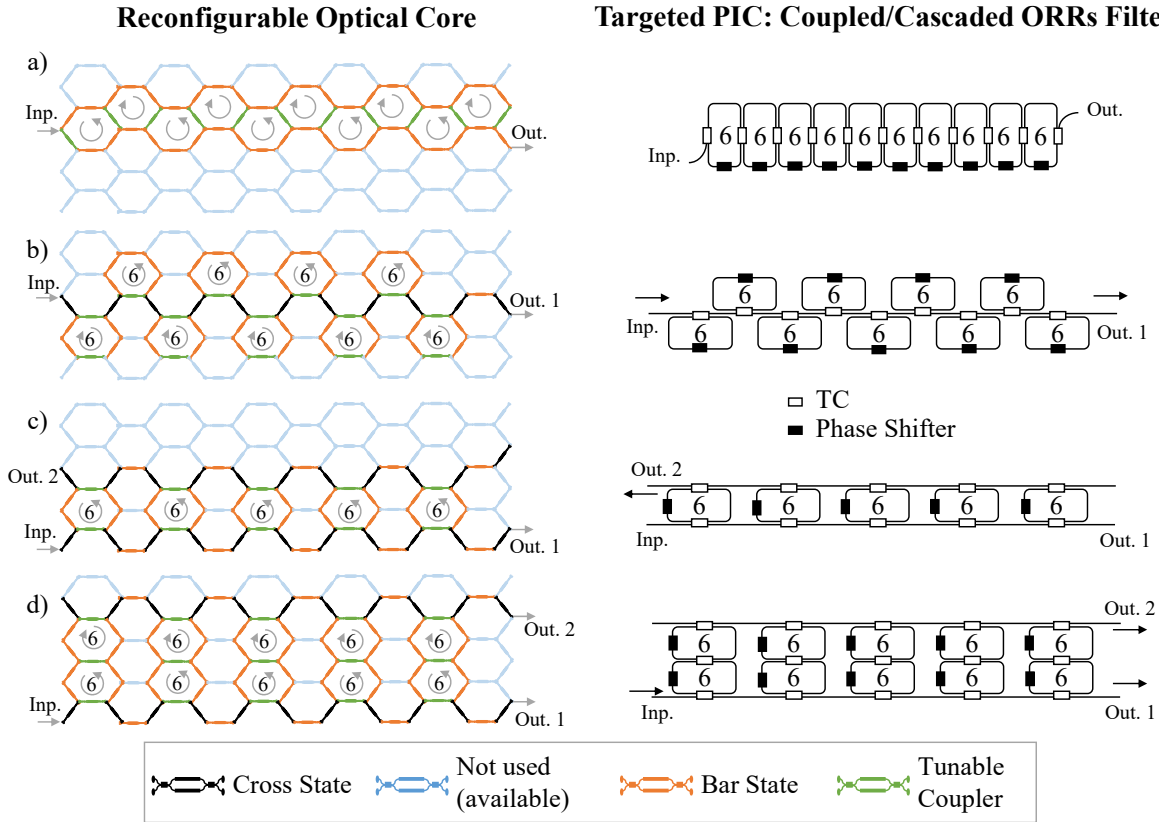 Reconfigurable Optical Core
Targeted PIC: Coupled/Cascaded ORRs Filte
a)
Inp.
Out.
Inp.
6 6 6 6 6 6 6 6 6 6
Out.
b)
Inp.
6 6 6 6
Out. 1
6 6 6 6 6
6 6 6 6
Inp.
Out. 1
6 6 6 6 6
TC
Phase Shifter
c)
Out. 2
6 6 6 6 6
Inp.
Out. 1
Out. 2
6 6 6 6 6
Inp.
Out. 1
d)
Out. 2
6 6 6 6 6
6 6 6 6 6
Inp.
Out. 1
Out. 2
6 6 6 6 6
6 6 6 6 6
Inp.
Out. 1
Cross State
Not used
(available)
Bar State
Tunable
Coupler